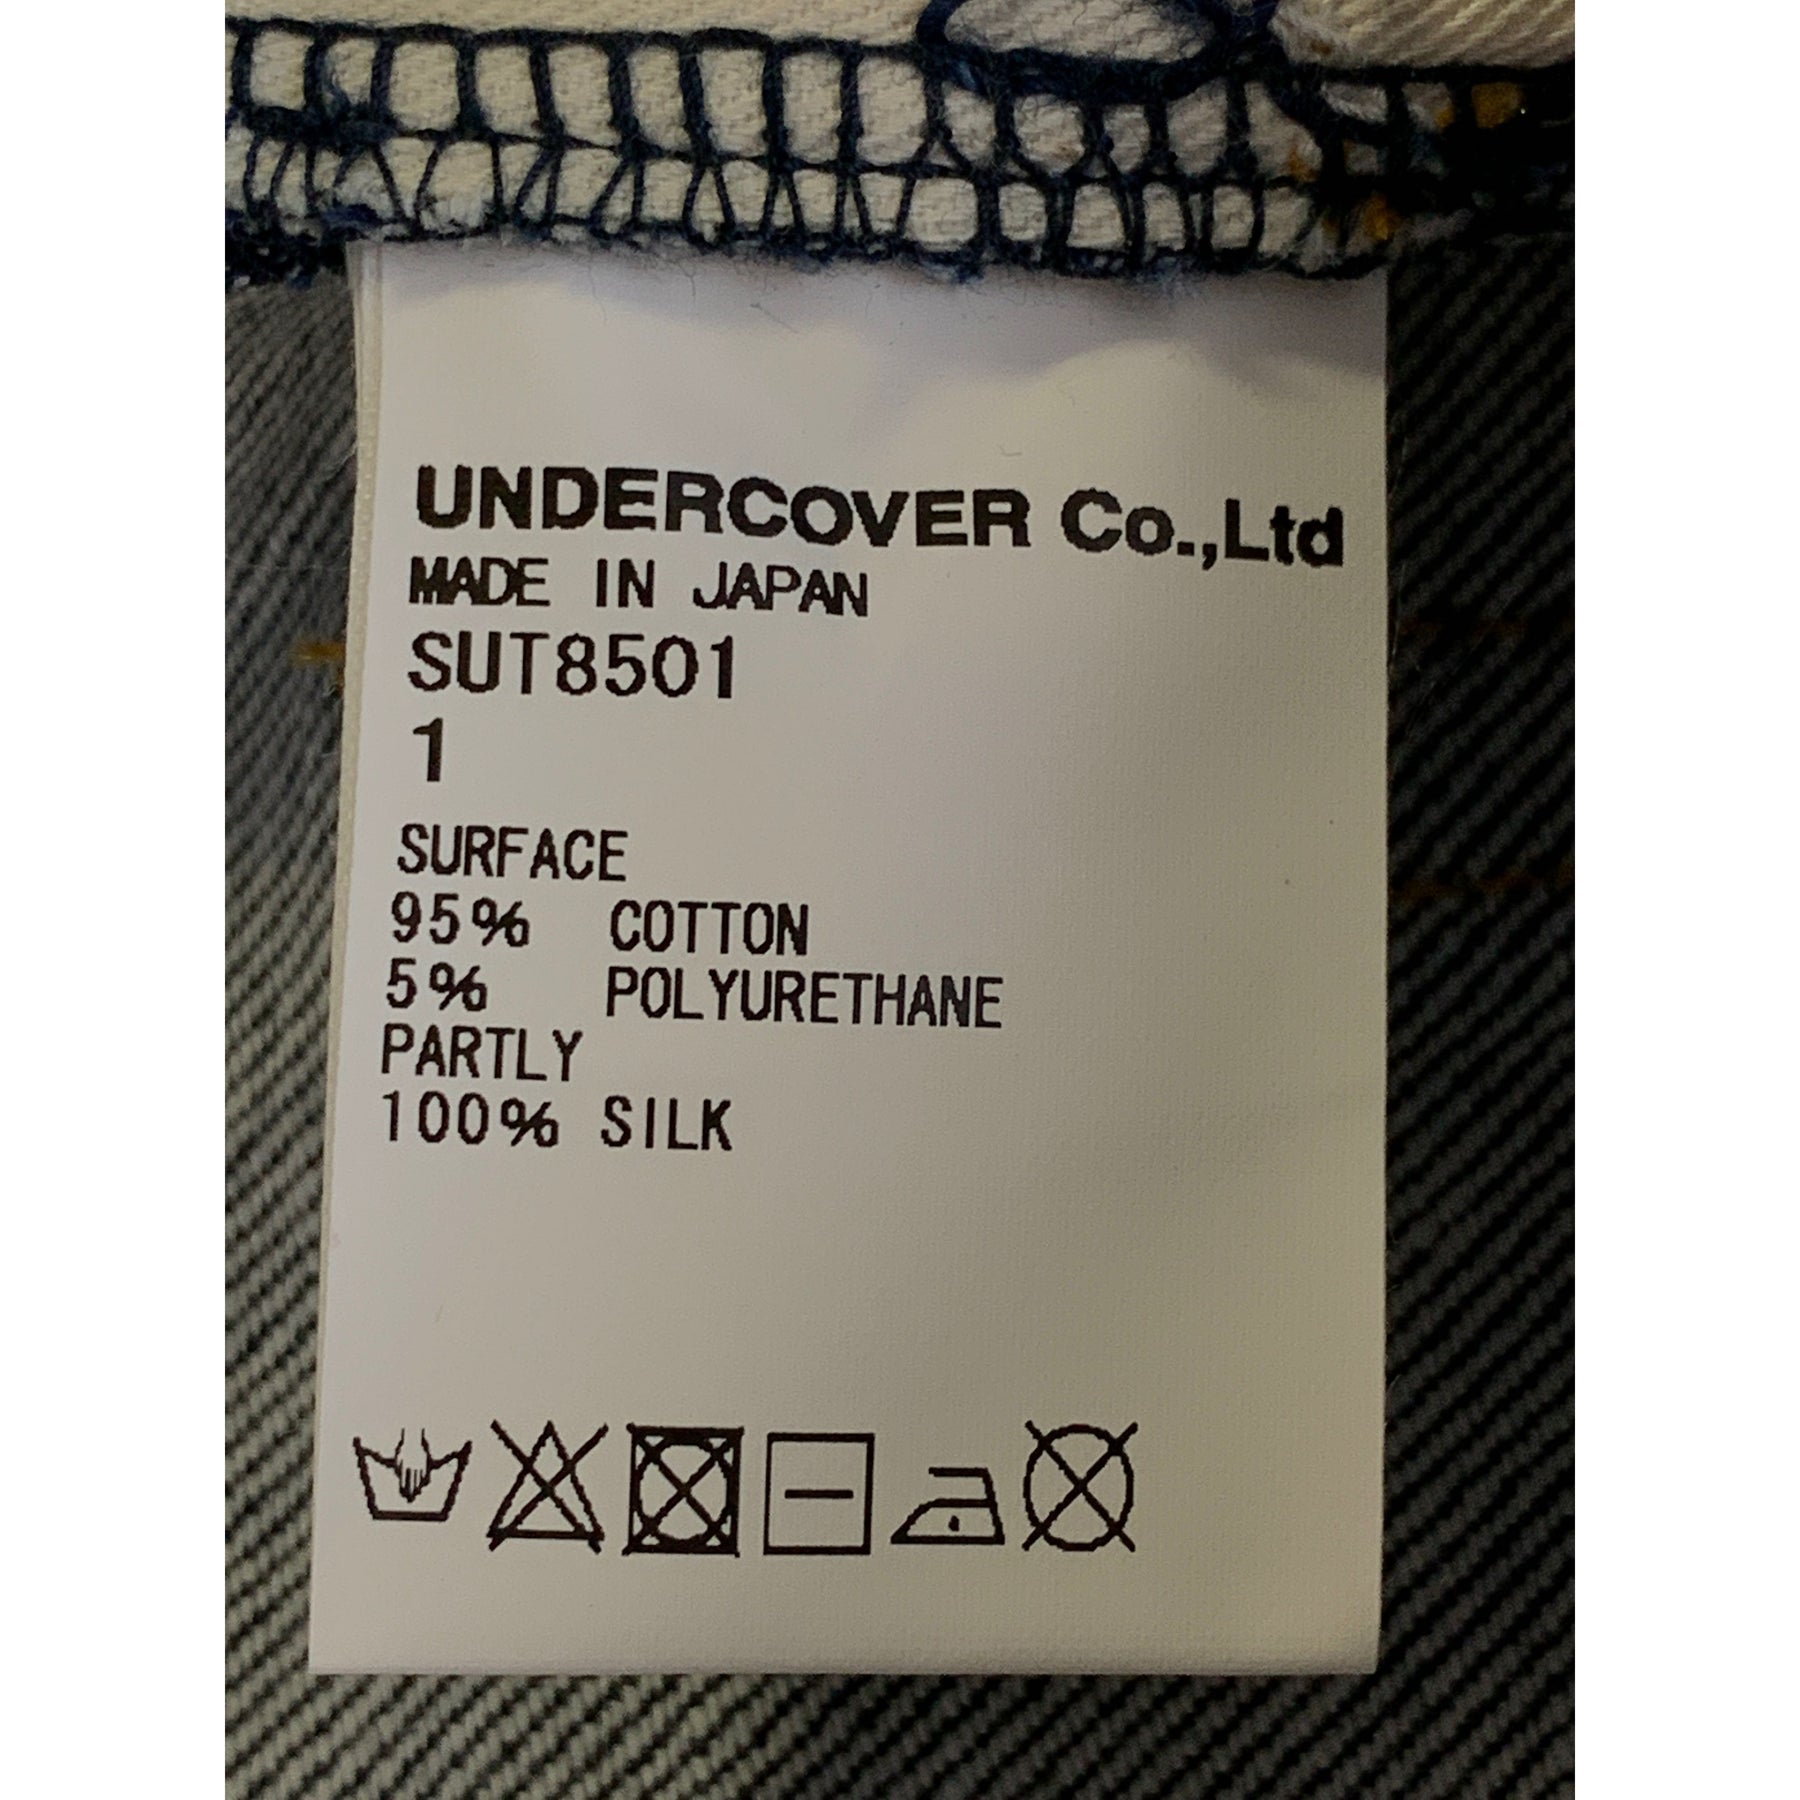 UNDERCOVER Co.,Ltd
MADE IN JAPAN
SUT8501
1
SURFACE
95% COTTON
5% POLYURETHANE
PARTLY
100% SILK